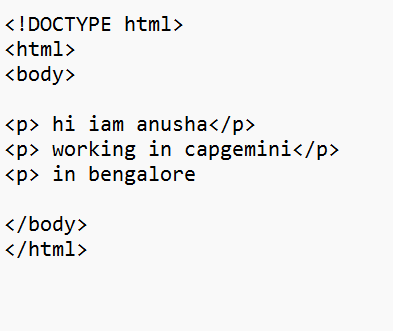 <!DOCTYPE html>
<html>
<body>
<p> hi iam anusha</p>
<p> working in capgemini</p>
<p> in bengalore
</body>
</html>